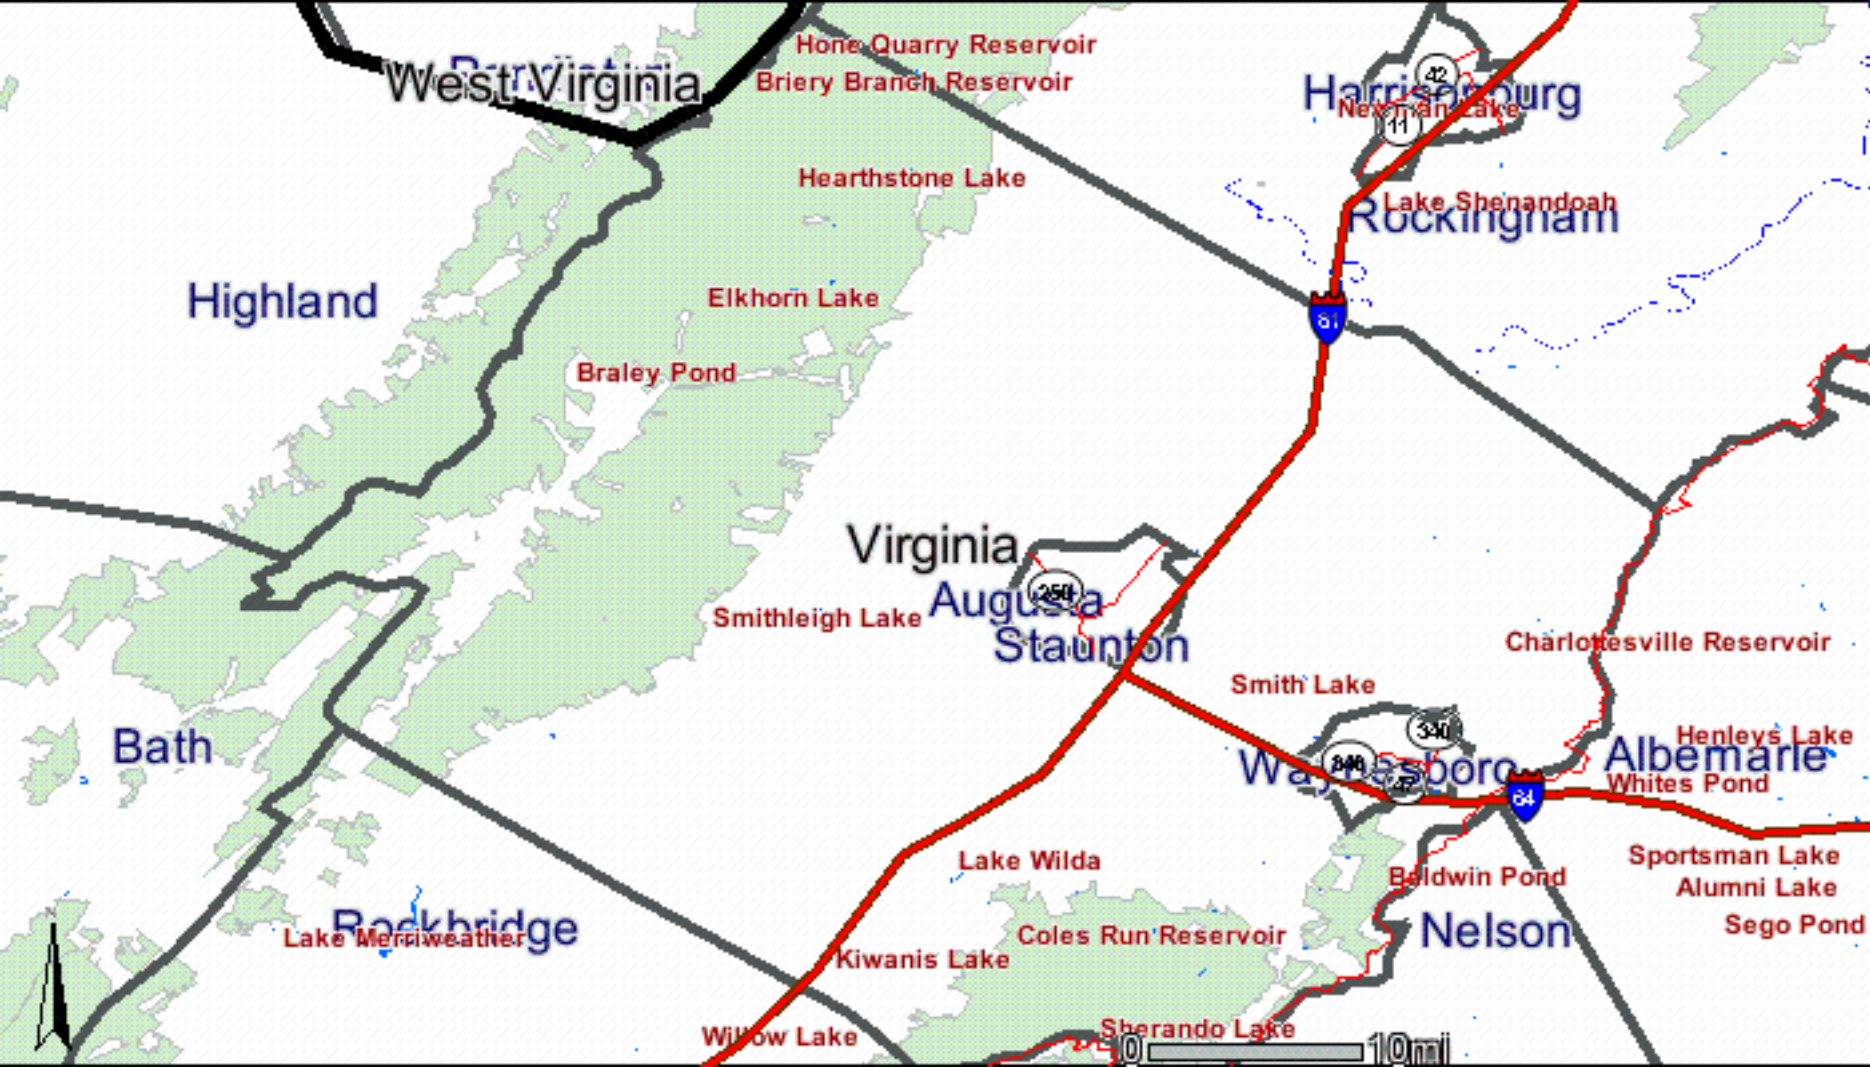 Hone Quarry Reservoir
West Virginia
Briery Branch Reservoir
42
Harrisonburg
Newman Lake
11
Hearthstone Lake
Lake Shenandoah
Rockingham
Highland
Elkhorn Lake
81
Braley Pond
Virginia
250
Augusta
Smithleigh Lake
Staunton
Charlottesville Reservoir
Smith Lake
340
Henleys Lake
Bath
Waynesboro
Albemarle
Whites Pond
64
Lake Wilda
Sportsman Lake
Baldwin Pond
Alumni Lake
Rockbridge
Lake Merriweather
Coles Run Reservoir
Nelson
Sego Pond
Kiwanis Lake
Willow Lake
Sherando Lake
0 10mi